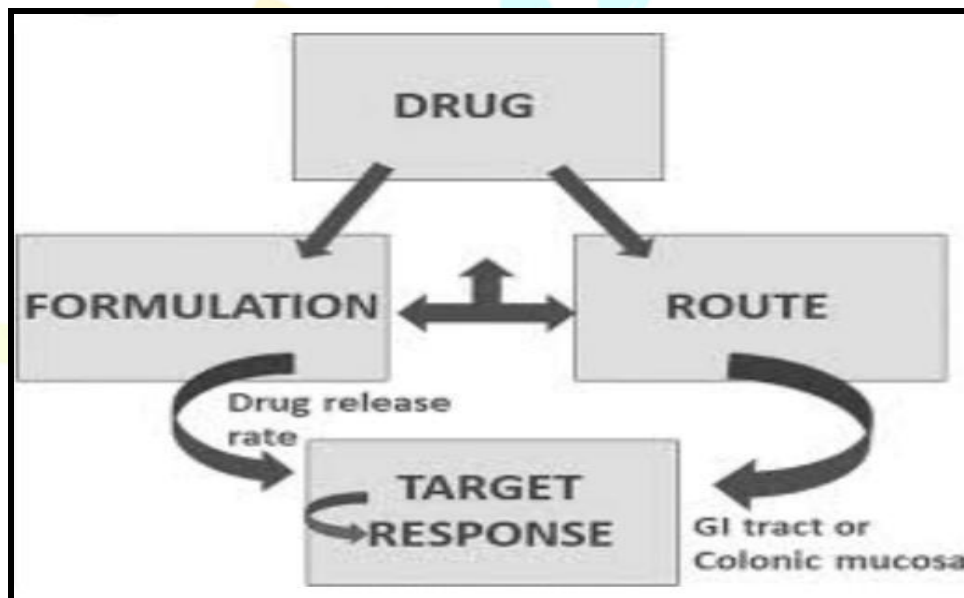 DRUG
FORMULATION
ROUTE
Drug release
rate
TARGET
RESPONSE
GI tract or
Colonic mucosa